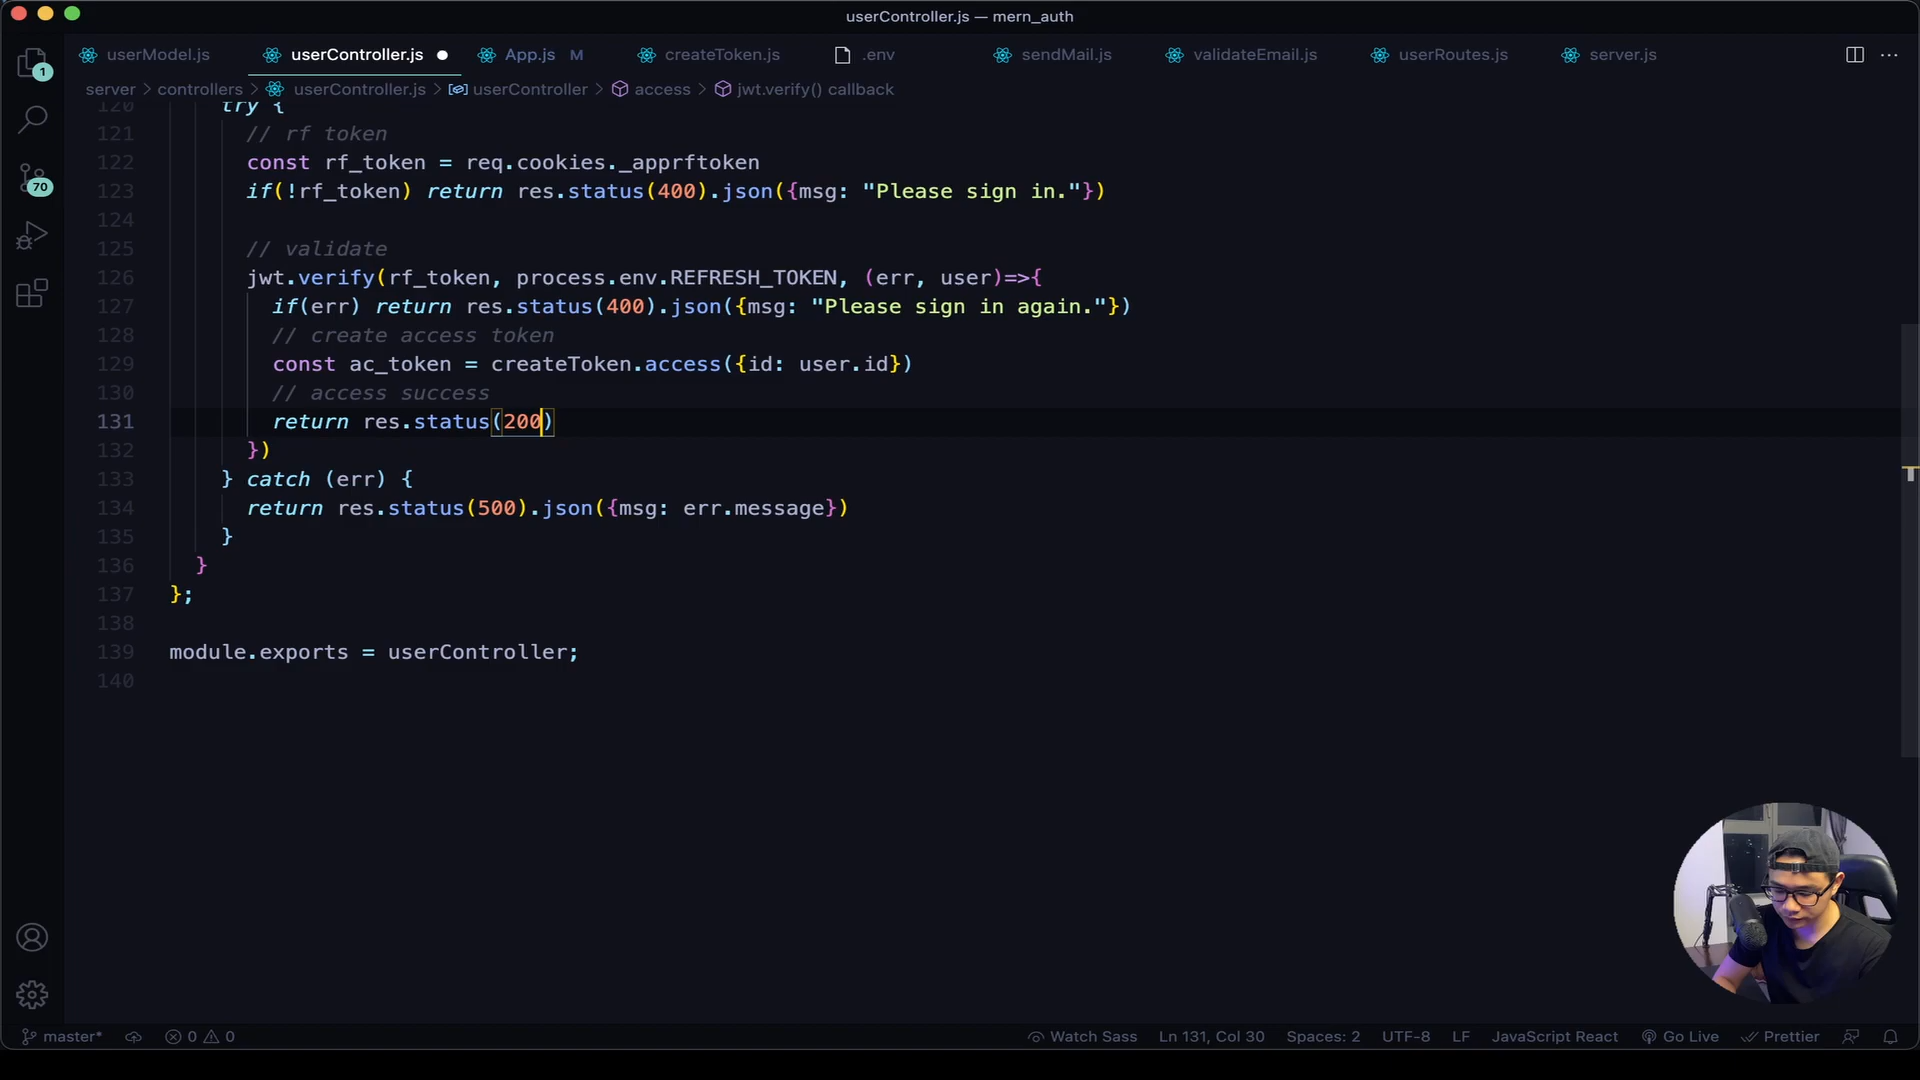 userController.js — mern_auth
userModel.js userController.js App.js M createToken.js .env sendMail.js validateEmail.js userRoutes.js server.js
server > controllers > userController.js > userController > access > jwt.verify() callback
120 try {
121 // rf token
122 const rf_token = req.cookies._apprftoken
123 if(!rf_token) return res.status(400).json({msg: "Please sign in."})
124
125 // validate
126 jwt.verify(rf_token, process.env.REFRESH_TOKEN, (err, user)=>{
127 if(err) return res.status(400).json({msg: "Please sign in again."})
128 // create access token
129 const ac_token = createToken.access({id: user.id})
130 // access success
131 return res.status(200)
132 })
133 } catch (err) {
134 return res.status(500).json({msg: err.message})
135 }
136 }
137 };
138
139 module.exports = userController;
140
1
70
master* 0 0 Watch Sass Ln 131, Col 30 Spaces: 2 UTF-8 LF JavaScript React Go Live Prettier